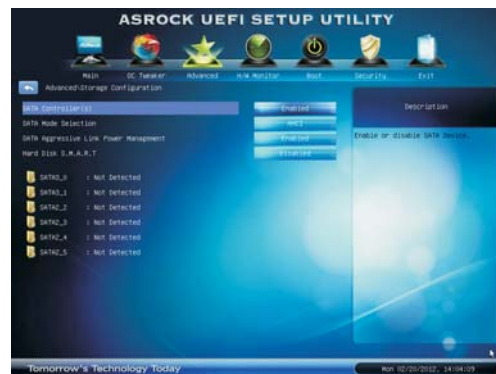 ASROCK UEFI SETUP UTILITY
Main OC Tweaker Advanced H/W Monitor Boot Security Exit
Advanced\Storage Configuration
SATA Controller(s) Enabled
SATA Mode Selection AHCI
SATA Aggressive Link Power Management Enabled
Hard Disk S.M.A.R.T Disabled
SATA3_0 : Not Detected
SATA3_1 : Not Detected
SATA2_2 : Not Detected
SATA2_3 : Not Detected
SATA2_4 : Not Detected
SATA2_5 : Not Detected
Description
Enable or disable SATA Device.
Tomorrow's Technology Today
Mon 02/20/2012, 14:04:09